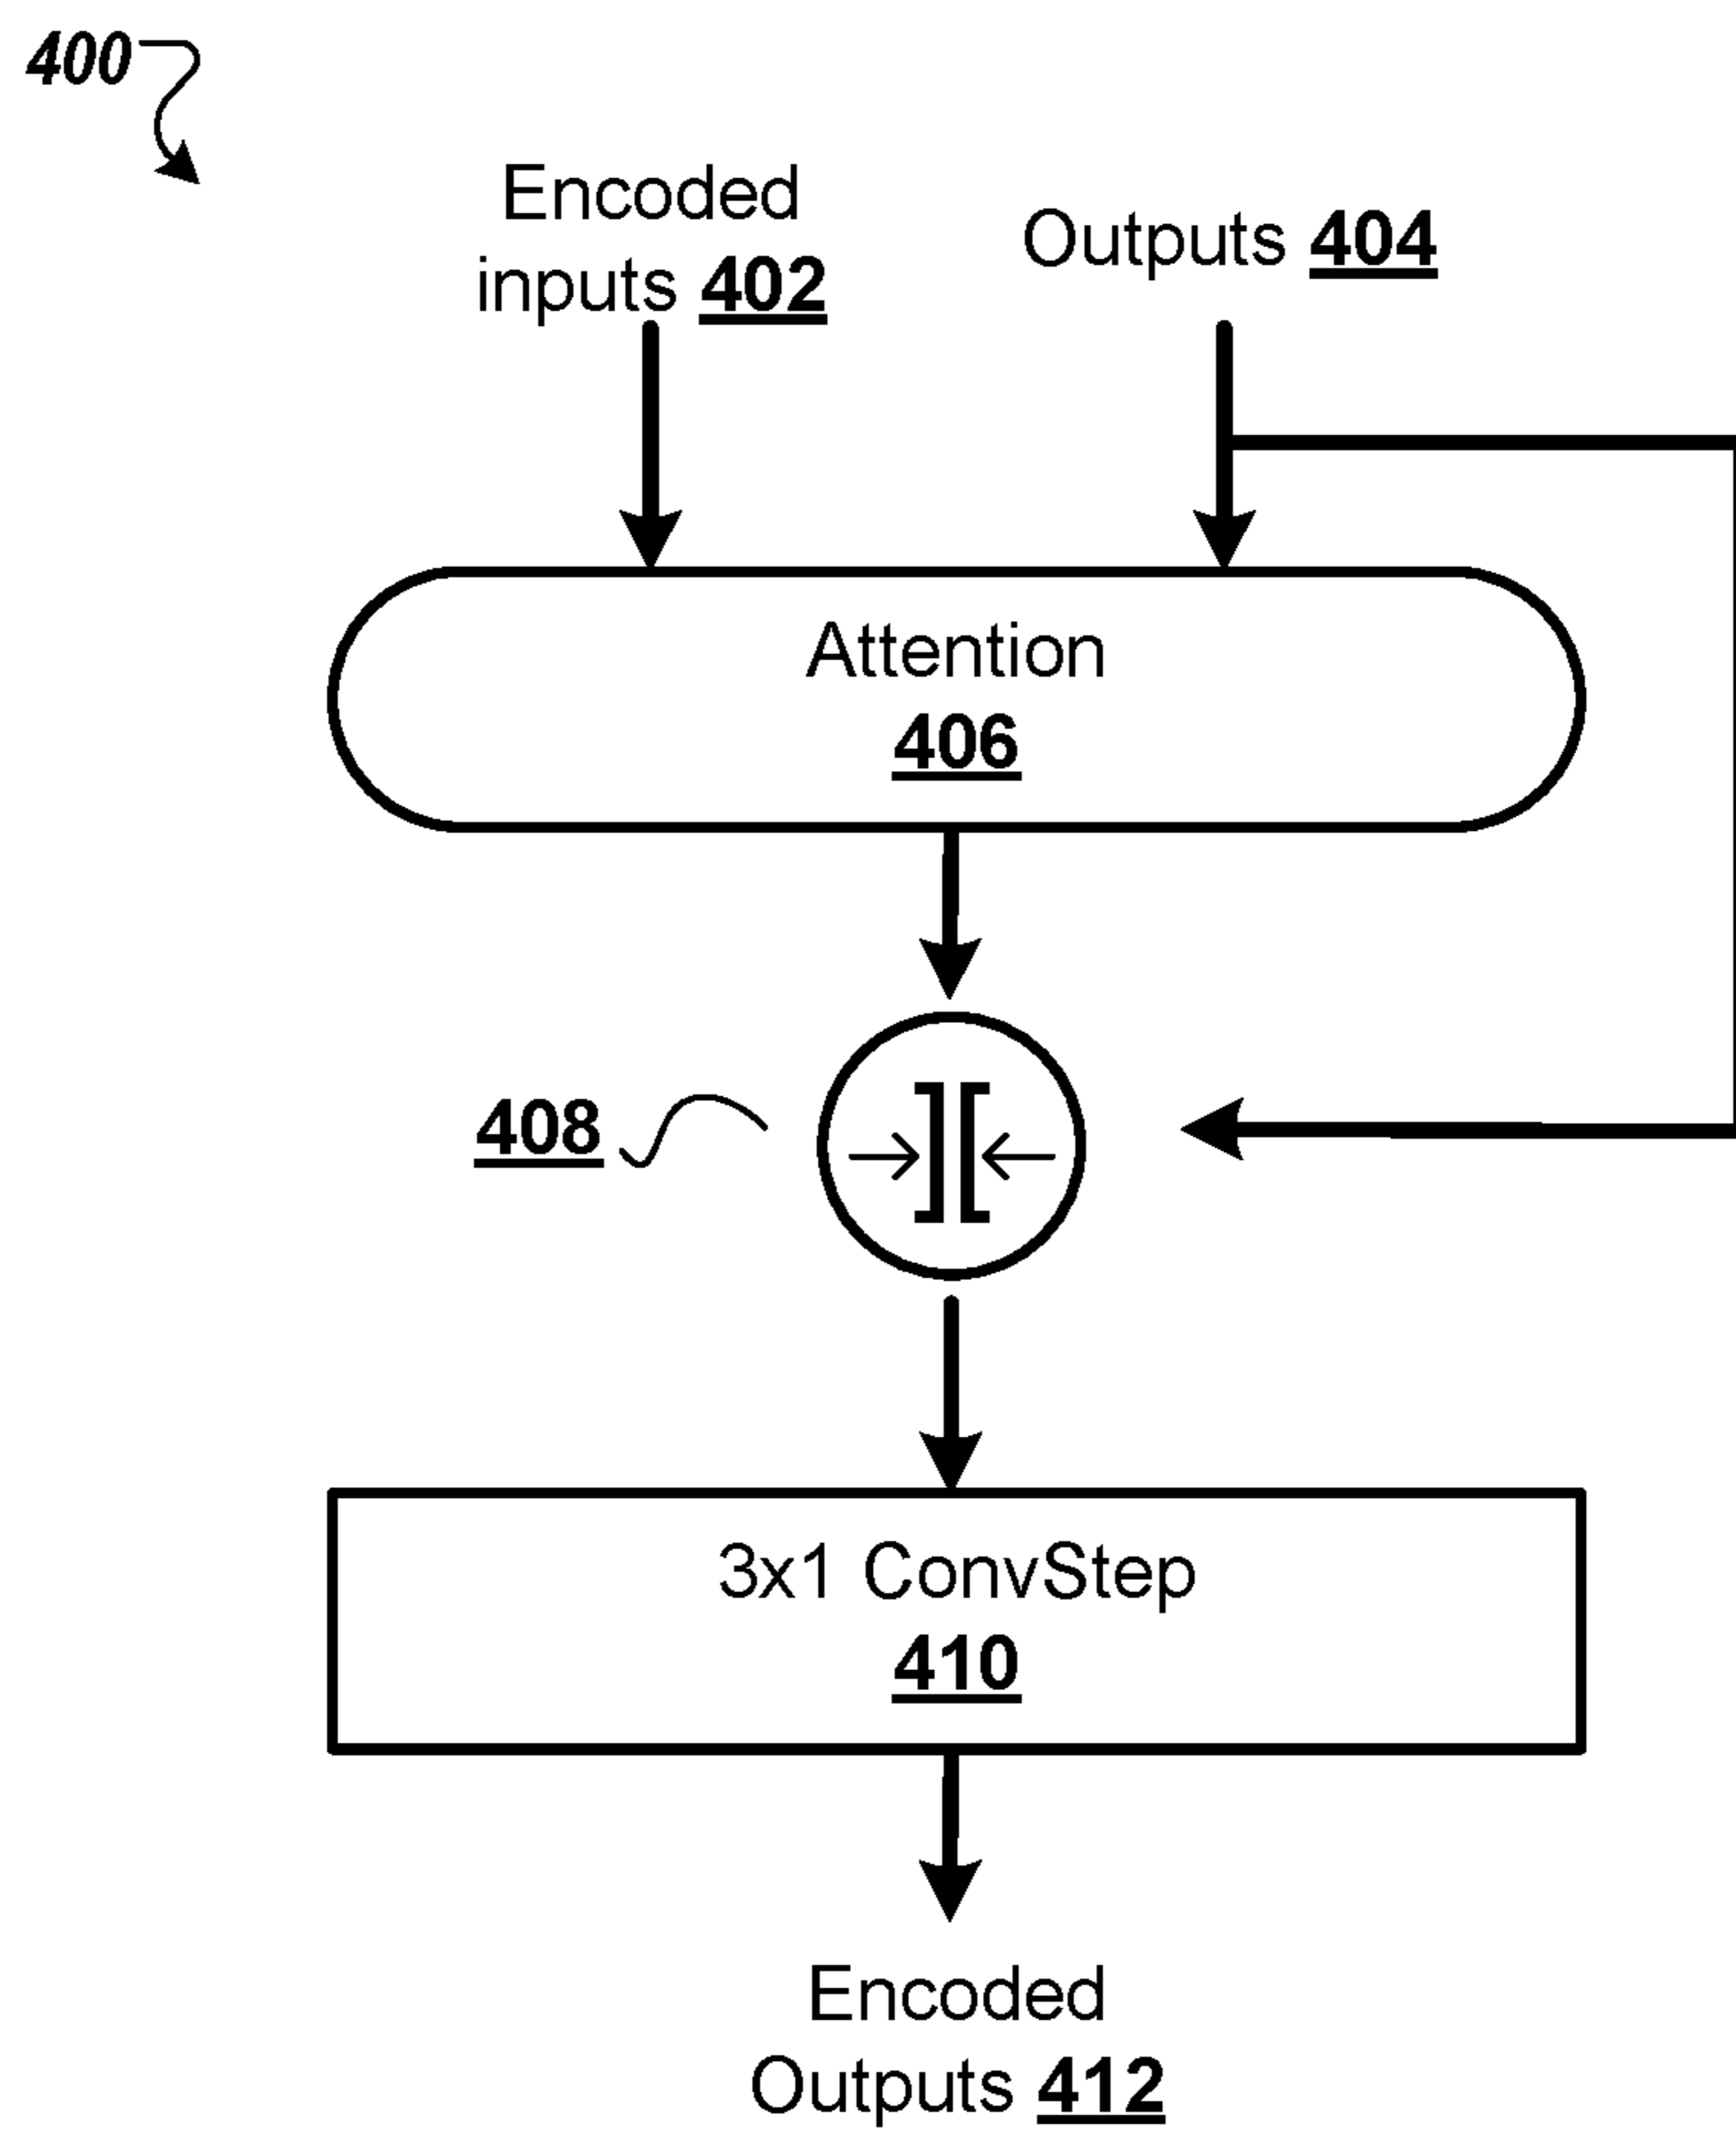 400
Encoded
inputs 402
Outputs 404
Attention
406
408
3x1 ConvStep
410
Encoded
Outputs 412